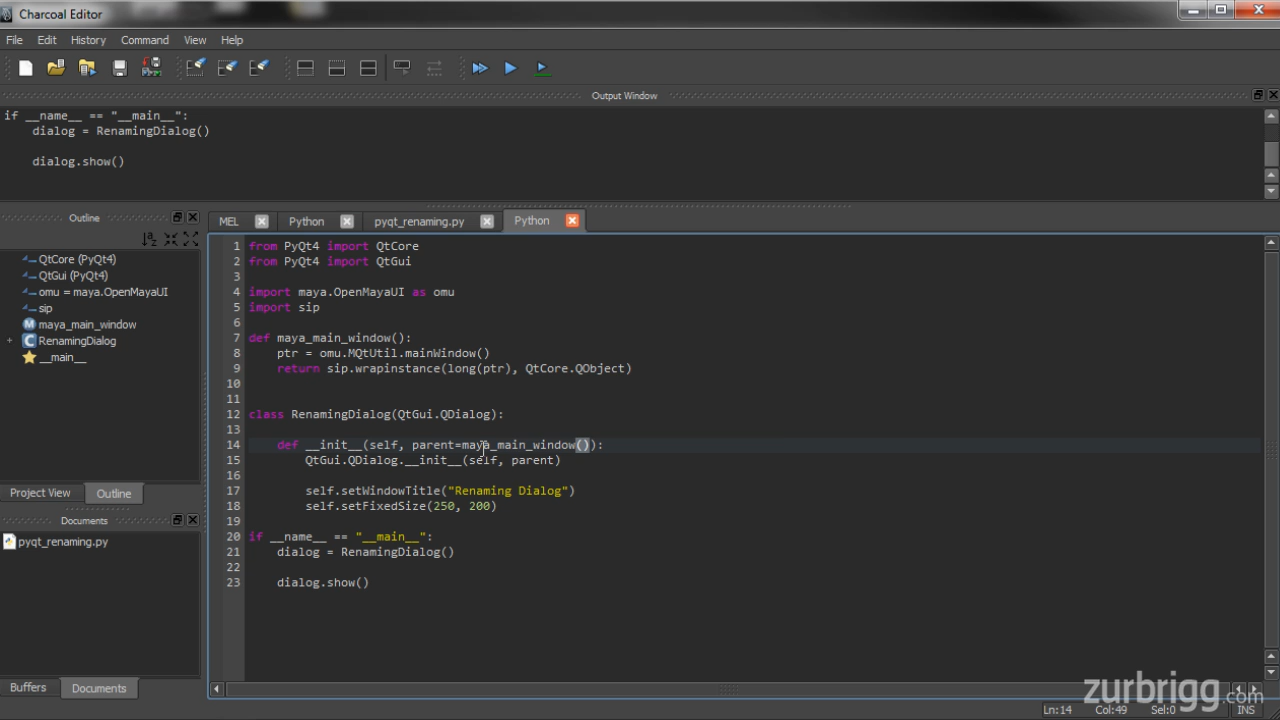 Charcoal Editor
File Edit History Command View Help
Output Window
if __name__ == "__main__":
    dialog = RenamingDialog()
    dialog.show()
Outline
MEL Python pyqt_renaming.py Python
QtCore (PyQt4)
QtGui (PyQt4)
omu = maya.OpenMayaUI
sip
maya_main_window
RenamingDialog
__main__
Project View Outline
Documents
pyqt_renaming.py
Buffers Documents
1 from PyQt4 import QtCore
2 from PyQt4 import QtGui
3
4 import maya.OpenMayaUI as omu
5 import sip
6
7 def maya_main_window():
8     ptr = omu.MQtUtil.mainWindow()
9     return sip.wrapinstance(long(ptr), QtCore.QObject)
10
11
12 class RenamingDialog(QtGui.QDialog):
13
14     def __init__(self, parent=maya_main_window()):
15         QtGui.QDialog.__init__(self, parent)
16
17         self.setWindowTitle("Renaming Dialog")
18         self.setFixedSize(250, 200)
19
20 if __name__ == "__main__":
21     dialog = RenamingDialog()
22
23     dialog.show()
zurbrigg.com
Ln:14 Col:49 Sel:0 INS